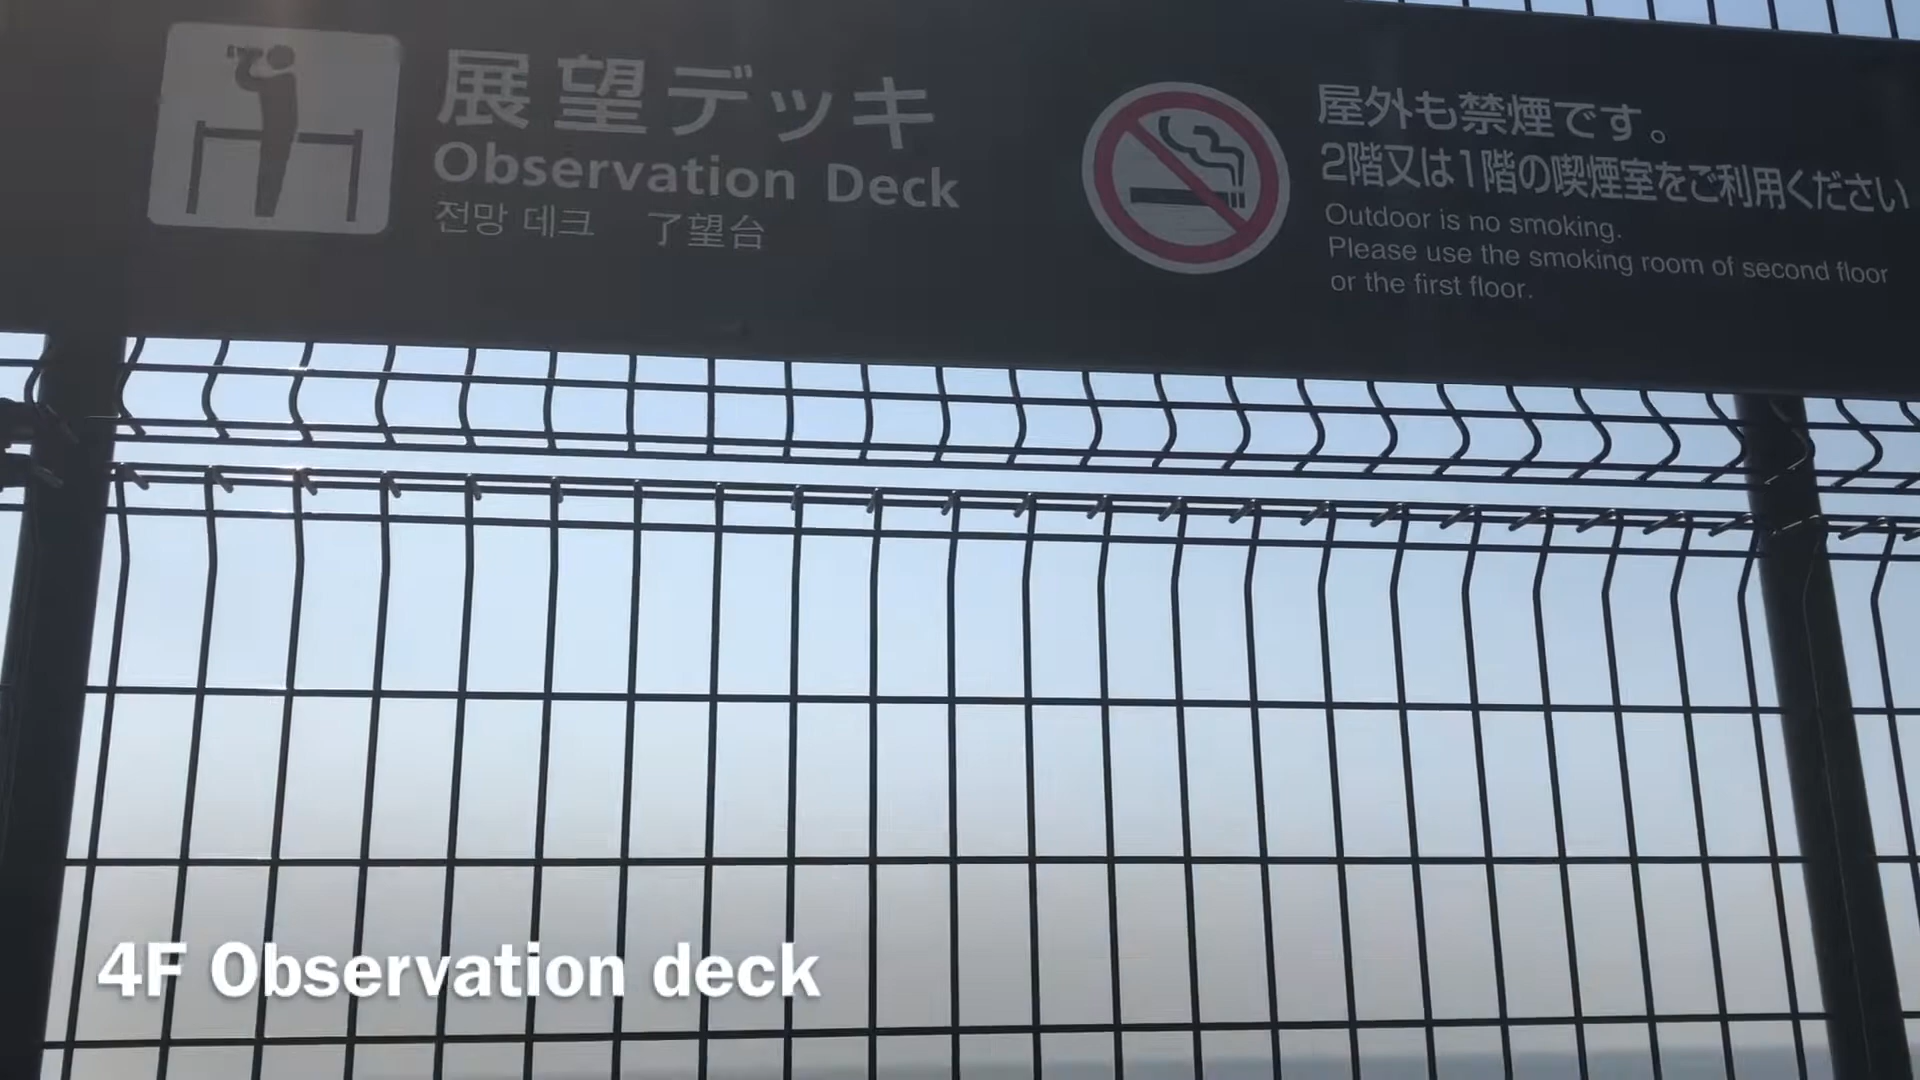 展望デッキ
Observation Deck
전망 데크 了望台
屋外も禁煙です。
2階又は1階の喫煙室をご利用ください
Outdoor is no smoking.
Please use the smoking room of second floor
or the first floor.
4F Observation deck